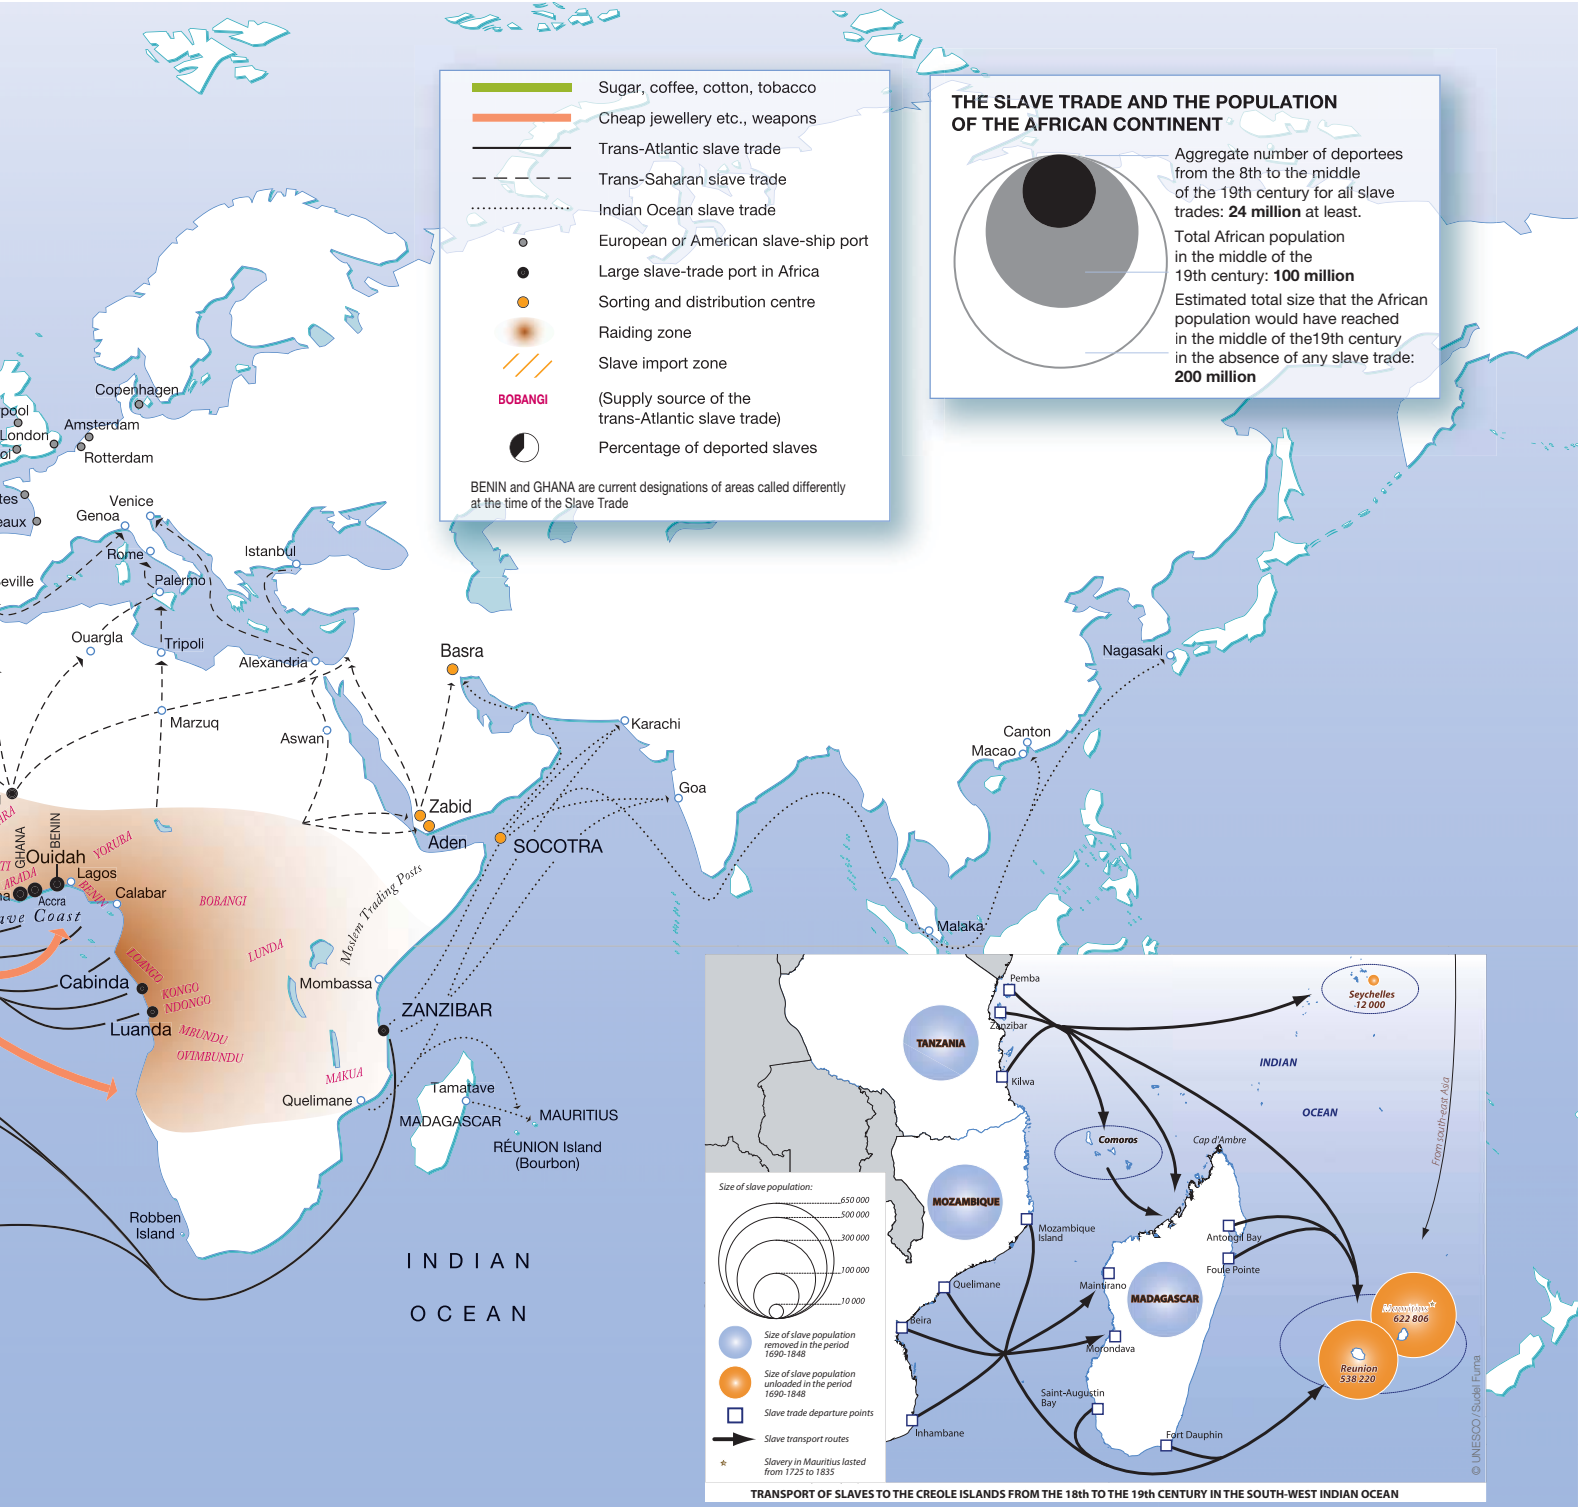 Sugar, coffee, cotton, tobacco
Cheap jewellery etc., weapons
Trans-Atlantic slave trade
Trans-Saharan slave trade
Indian Ocean slave trade
European or American slave-ship port
Large slave-trade port in Africa
Sorting and distribution centre
Raiding zone
Slave import zone
BOBANGI
(Supply source of the
trans-Atlantic slave trade)
Percentage of deported slaves
BENIN and GHANA are current designations of areas called differently
at the time of the Slave Trade
THE SLAVE TRADE AND THE POPULATION
OF THE AFRICAN CONTINENT
Aggregate number of deportees
from the 8th to the middle
of the 19th century for all slave
trades: 24 million at least.
Total African population
in the middle of the
19th century: 100 million
Estimated total size that the African
population would have reached
in the middle of the19th century
in the absence of any slave trade:
200 million
Copenhagen
pool
Amsterdam
London
ol
Rotterdam
tes
eaux
Venice
Genoa
Rome
Istanbul
eville
Palermo
Ouargla
Tripoli
Alexandria
Basra
Nagasaki
Marzuq
Aswan
Karachi
Canton
Macao
Goa
Zabid
Aden
SOCOTRA
ARA
GHANA
BENIN
YORUBA
Ouidah
TI
ARADA
Lagos
na
Accra
BENIN
Calabar
ave Coast
BOBANGI
Moslem Trading Posts
Malaka
LUNDA
LOANGO
Cabinda
KONGO
NDONGO
Mombassa
ZANZIBAR
Luanda
MBUNDU
OVIMBUNDU
MAKUA
Quelimane
Tamatave
MADAGASCAR
MAURITIUS
RÉUNION Island
(Bourbon)
Robben
Island
INDIAN
OCEAN
Pemba
Zanzibar
TANZANIA
Kilwa
Seychelles
12 000
INDIAN
OCEAN
From south-east Asia
Comoros
Cap d'Ambre
MOZAMBIQUE
Mozambique
Island
Antongil Bay
Foule Pointe
Quelimane
Maintirano
MADAGASCAR
Beira
Morondava
Mauritius*
622 806
Reunion
538 220
Saint-Augustin
Bay
Inhambane
Fort Dauphin
Size of slave population:
650 000
500 000
300 000
100 000
10 000
Size of slave population
removed in the period
1690-1848
Size of slave population
unloaded in the period
1690-1848
Slave trade departure points
Slave transport routes
Slavery in Mauritius lasted
from 1725 to 1835
© UNESCO / Sudel Fuma
TRANSPORT OF SLAVES TO THE CREOLE ISLANDS FROM THE 18th TO THE 19th CENTURY IN THE SOUTH-WEST INDIAN OCEAN